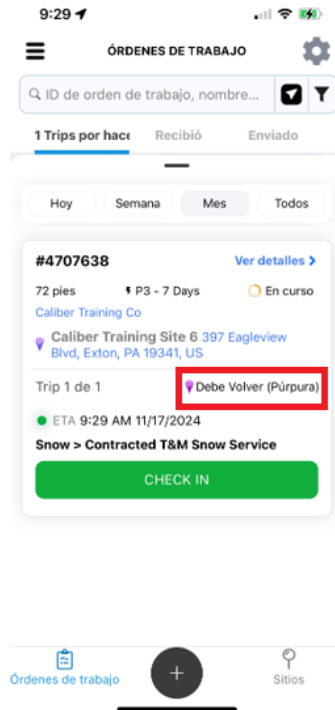 9:29
ÓRDENES DE TRABAJO
ID de orden de trabajo, nombre...
1 Trips por hace Recibió Enviado
Hoy Semana Mes Todos
#4707638 Ver detalles >
72 pies P3 - 7 Days En curso
Caliber Training Co
Caliber Training Site 6 397 Eagleview
Blvd, Exton, PA 19341, US
Trip 1 de 1 Debe Volver (Púrpura)
ETA 9:29 AM 11/17/2024
Snow > Contracted T&M Snow Service
CHECK IN
Órdenes de trabajo + Sitios